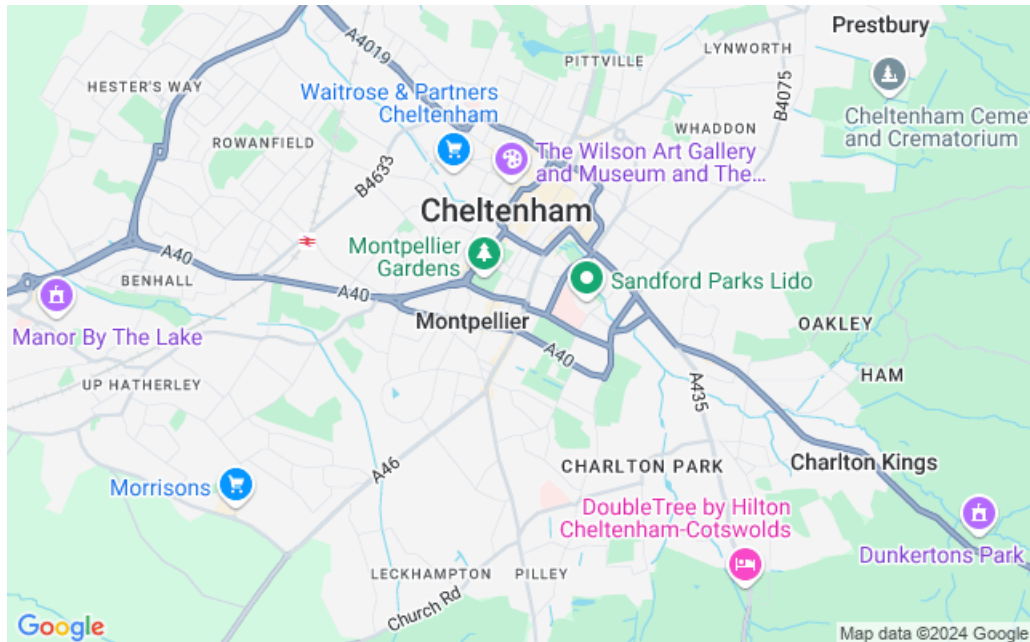 Prestbury
A4019
LYNWORTH
PITTVILLE
HESTER'S WAY
Waitrose & Partners
Cheltenham
B4075
Cheltenham Ceme
and Crematorium
WHADDON
ROWANFIELD
B4633
The Wilson Art Gallery
and Museum and The...
Cheltenham
Montpellier
Gardens
A40
BENHALL
A40
Sandford Parks Lido
Manor By The Lake
Montpellier
OAKLEY
A40
UP HATHERLEY
HAM
A435
A46
CHARLTON PARK
Charlton Kings
Morrisons
DoubleTree by Hilton
Cheltenham-Cotswolds
Dunkertons Park
LECKHAMPTON
PILLEY
Church Rd
Google
Map data ©2024 Google